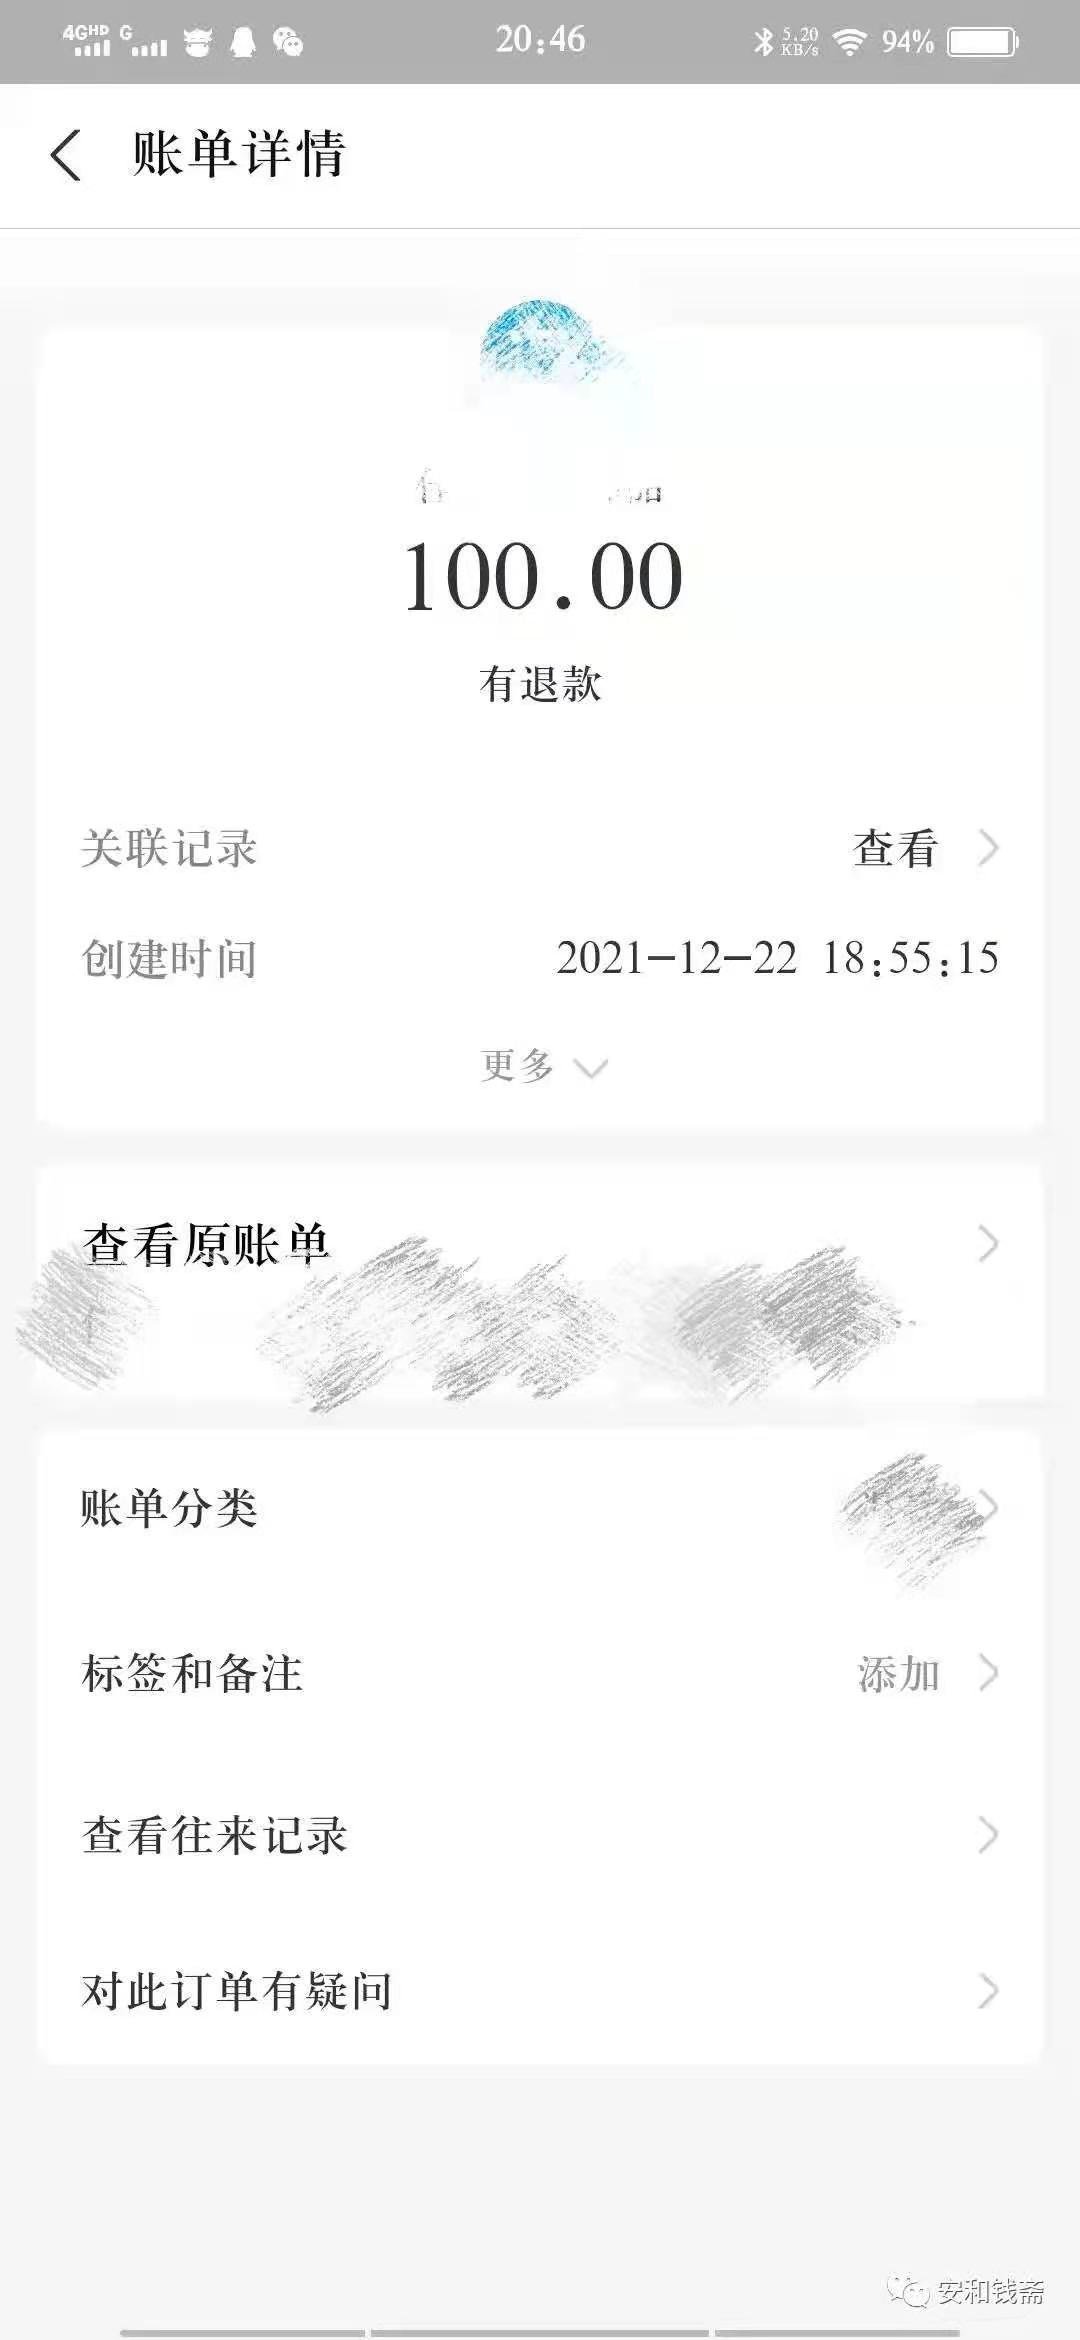 4GHD G 20:46 5.20 KB/s 94%
账单详情
100.00
有退款
关联记录 查看
创建时间 2021-12-22 18:55:15
更多
查看原账单
账单分类
标签和备注 添加
查看往来记录
对此订单有疑问
安和钱斋